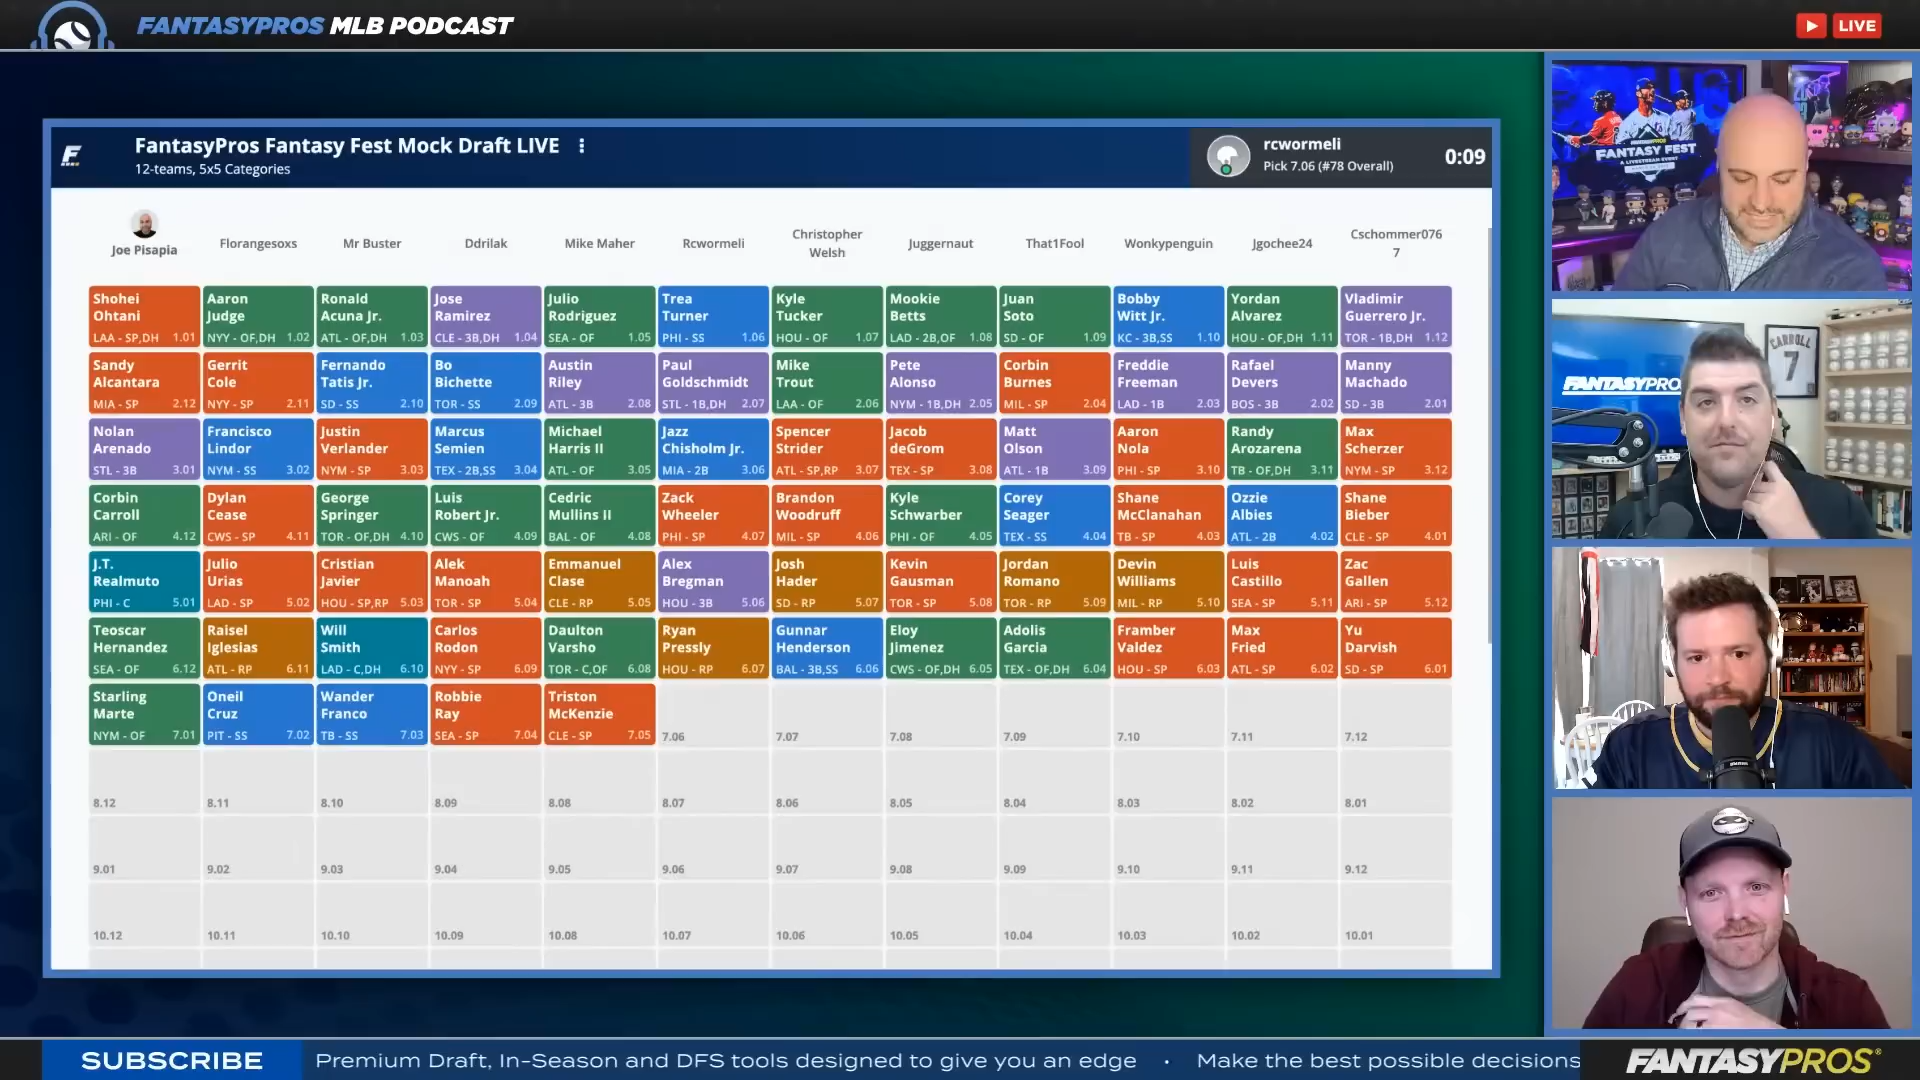 FANTASYPROS MLB PODCAST
LIVE
FantasyPros Fantasy Fest Mock Draft LIVE
12-teams, 5x5 Categories
rcwormeli
Pick 7.06 (#78 Overall)
0:09
Joe Pisapia
Florangesoxs
Mr Buster
Ddrilak
Mike Maher
Rcwormeli
Christopher
Welsh
Juggernaut
That1Fool
Wonkypenguin
Jgochee24
Cschommer076
7
Shohei
Ohtani
LAA - SP,DH 1.01
Aaron
Judge
NYY - OF,DH 1.02
Ronald
Acuna Jr.
ATL - OF,DH 1.03
Jose
Ramirez
CLE - 3B,DH 1.04
Julio
Rodriguez
SEA - OF 1.05
Trea
Turner
PHI - SS 1.06
Kyle
Tucker
HOU - OF 1.07
Mookie
Betts
LAD - 2B,OF 1.08
Juan
Soto
SD - OF 1.09
Bobby
Witt Jr.
KC - 3B,SS 1.10
Yordan
Alvarez
HOU - OF,DH 1.11
Vladimir
Guerrero Jr.
TOR - 1B,DH 1.12
Sandy
Alcantara
MIA - SP 2.12
Gerrit
Cole
NYY - SP 2.11
Fernando
Tatis Jr.
SD - SS 2.10
Bo
Bichette
TOR - SS 2.09
Austin
Riley
ATL - 3B 2.08
Paul
Goldschmidt
STL - 1B,DH 2.07
Mike
Trout
LAA - OF 2.06
Pete
Alonso
NYM - 1B,DH 2.05
Corbin
Burnes
MIL - SP 2.04
Freddie
Freeman
LAD - 1B 2.03
Rafael
Devers
BOS - 3B 2.02
Manny
Machado
SD - 3B 2.01
Nolan
Arenado
STL - 3B 3.01
Francisco
Lindor
NYM - SS 3.02
Justin
Verlander
NYM - SP 3.03
Marcus
Semien
TEX - 2B,SS 3.04
Michael
Harris II
ATL - OF 3.05
Jazz
Chisholm Jr.
MIA - 2B 3.06
Spencer
Strider
ATL - SP,RP 3.07
Jacob
deGrom
TEX - SP 3.08
Matt
Olson
ATL - 1B 3.09
Aaron
Nola
PHI - SP 3.10
Randy
Arozarena
TB - OF,DH 3.11
Max
Scherzer
NYM - SP 3.12
Corbin
Carroll
ARI - OF 4.12
Dylan
Cease
CWS - SP 4.11
George
Springer
TOR - OF,DH 4.10
Luis
Robert Jr.
CWS - OF 4.09
Cedric
Mullins II
BAL - OF 4.08
Zack
Wheeler
PHI - SP 4.07
Brandon
Woodruff
MIL - SP 4.06
Kyle
Schwarber
PHI - OF 4.05
Corey
Seager
TEX - SS 4.04
Shane
McClanahan
TB - SP 4.03
Ozzie
Albies
ATL - 2B 4.02
Shane
Bieber
CLE - SP 4.01
J.T.
Realmuto
PHI - C 5.01
Julio
Urias
LAD - SP 5.02
Cristian
Javier
HOU - SP,RP 5.03
Alek
Manoah
TOR - SP 5.04
Emmanuel
Clase
CLE - RP 5.05
Alex
Bregman
HOU - 3B 5.06
Josh
Hader
SD - RP 5.07
Kevin
Gausman
TOR - SP 5.08
Jordan
Romano
TOR - RP 5.09
Devin
Williams
MIL - RP 5.10
Luis
Castillo
SEA - SP 5.11
Zac
Gallen
ARI - SP 5.12
Teoscar
Hernandez
SEA - OF 6.12
Raisel
Iglesias
ATL - RP 6.11
Will
Smith
LAD - C,DH 6.10
Carlos
Rodon
NYY - SP 6.09
Daulton
Varsho
TOR - C,OF 6.08
Ryan
Pressly
HOU - RP 6.07
Gunnar
Henderson
BAL - 3B,SS 6.06
Eloy
Jimenez
CWS - OF,DH 6.05
Adolis
Garcia
TEX - OF,DH 6.04
Framber
Valdez
HOU - SP 6.03
Max
Fried
ATL - SP 6.02
Yu
Darvish
SD - SP 6.01
Starling
Marte
NYM - OF 7.01
Oneil
Cruz
PIT - SS 7.02
Wander
Franco
TB - SS 7.03
Robbie
Ray
SEA - SP 7.04
Triston
McKenzie
CLE - SP 7.05
7.06 7.07 7.08 7.09 7.10 7.11 7.12
8.12 8.11 8.10 8.09 8.08 8.07 8.06 8.05 8.04 8.03 8.02 8.01
9.01 9.02 9.03 9.04 9.05 9.06 9.07 9.08 9.09 9.10 9.11 9.12
10.12 10.11 10.10 10.09 10.08 10.07 10.06 10.05 10.04 10.03 10.02 10.01
FANTASY FEST
A LIVESTREAM EVENT
FANTASYPRO
CARROLL
7
SUBSCRIBE
Premium Draft, In-Season and DFS tools designed to give you an edge • Make the best possible decisions
FANTASYPROS